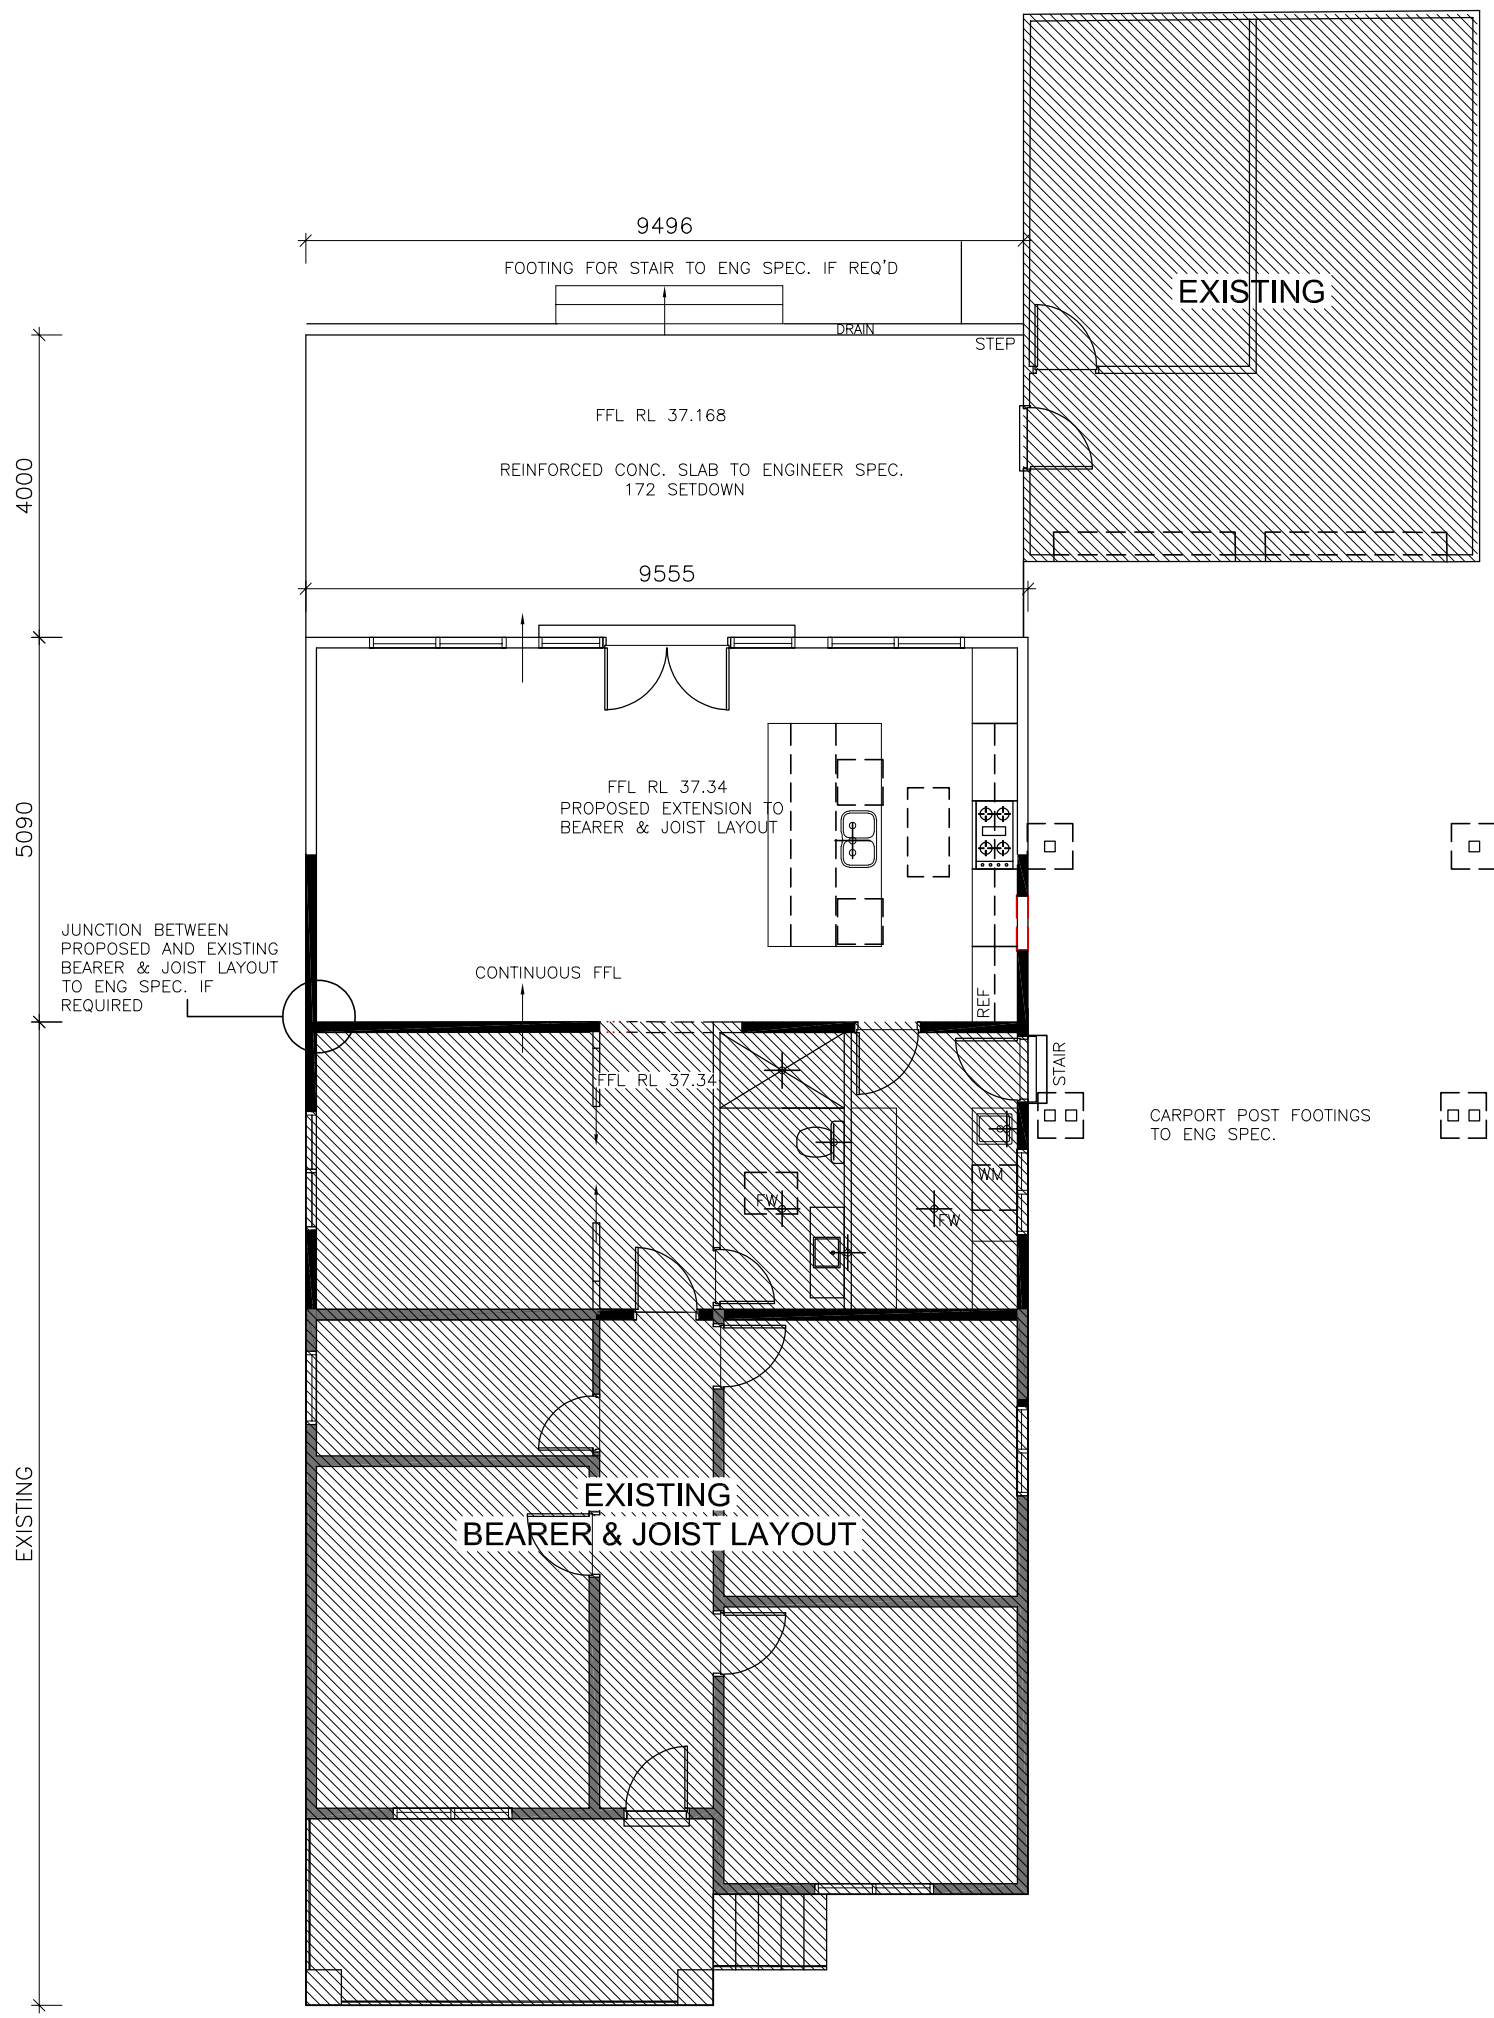 9496
FOOTING FOR STAIR TO ENG SPEC. IF REQ'D
EXISTING
DRAIN
STEP
FFL RL 37.168
REINFORCED CONC. SLAB TO ENGINEER SPEC.
172 SETDOWN
4000
9555
FFL RL 37.34
PROPOSED EXTENSION TO
BEARER & JOIST LAYOUT
5090
JUNCTION BETWEEN
PROPOSED AND EXISTING
BEARER & JOIST LAYOUT
TO ENG SPEC. IF
REQUIRED
CONTINUOUS FFL
REF
STAIR
FFL RL 37.34
CARPORT POST FOOTINGS
TO ENG SPEC.
WM
FW
FW
EXISTING
EXISTING
BEARER & JOIST LAYOUT